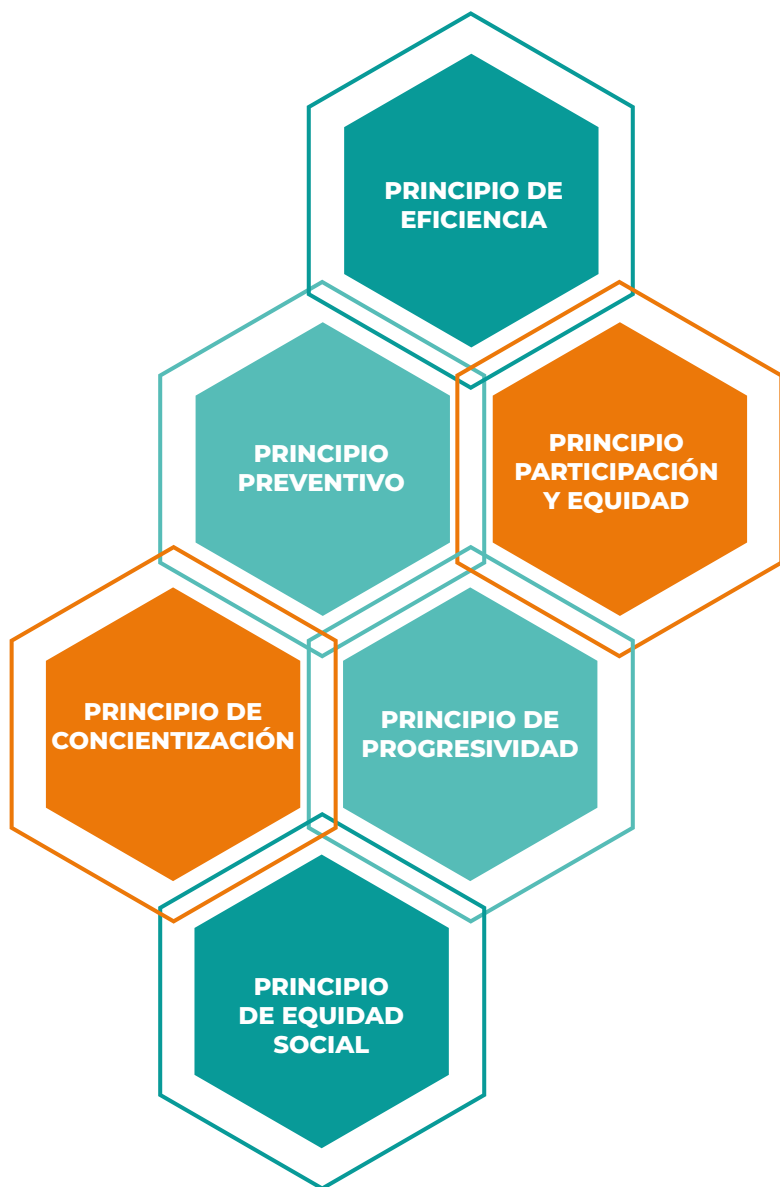 PRINCIPIO DE
EFICIENCIA
PRINCIPIO
PREVENTIVO
PRINCIPIO
PARTICIPACIÓN
Y EQUIDAD
PRINCIPIO DE
CONCIENTIZACIÓN
PRINCIPIO DE
PROGRESIVIDAD
PRINCIPIO
DE EQUIDAD
SOCIAL